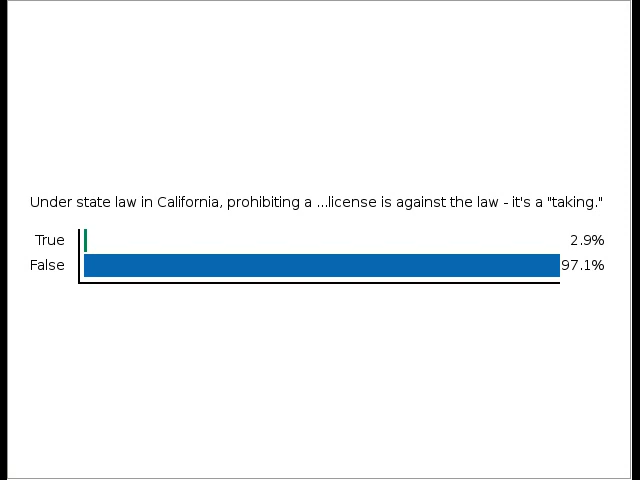 Under state law in California, prohibiting a ...license is against the law - it's a "taking."
True 2.9%
False 97.1%